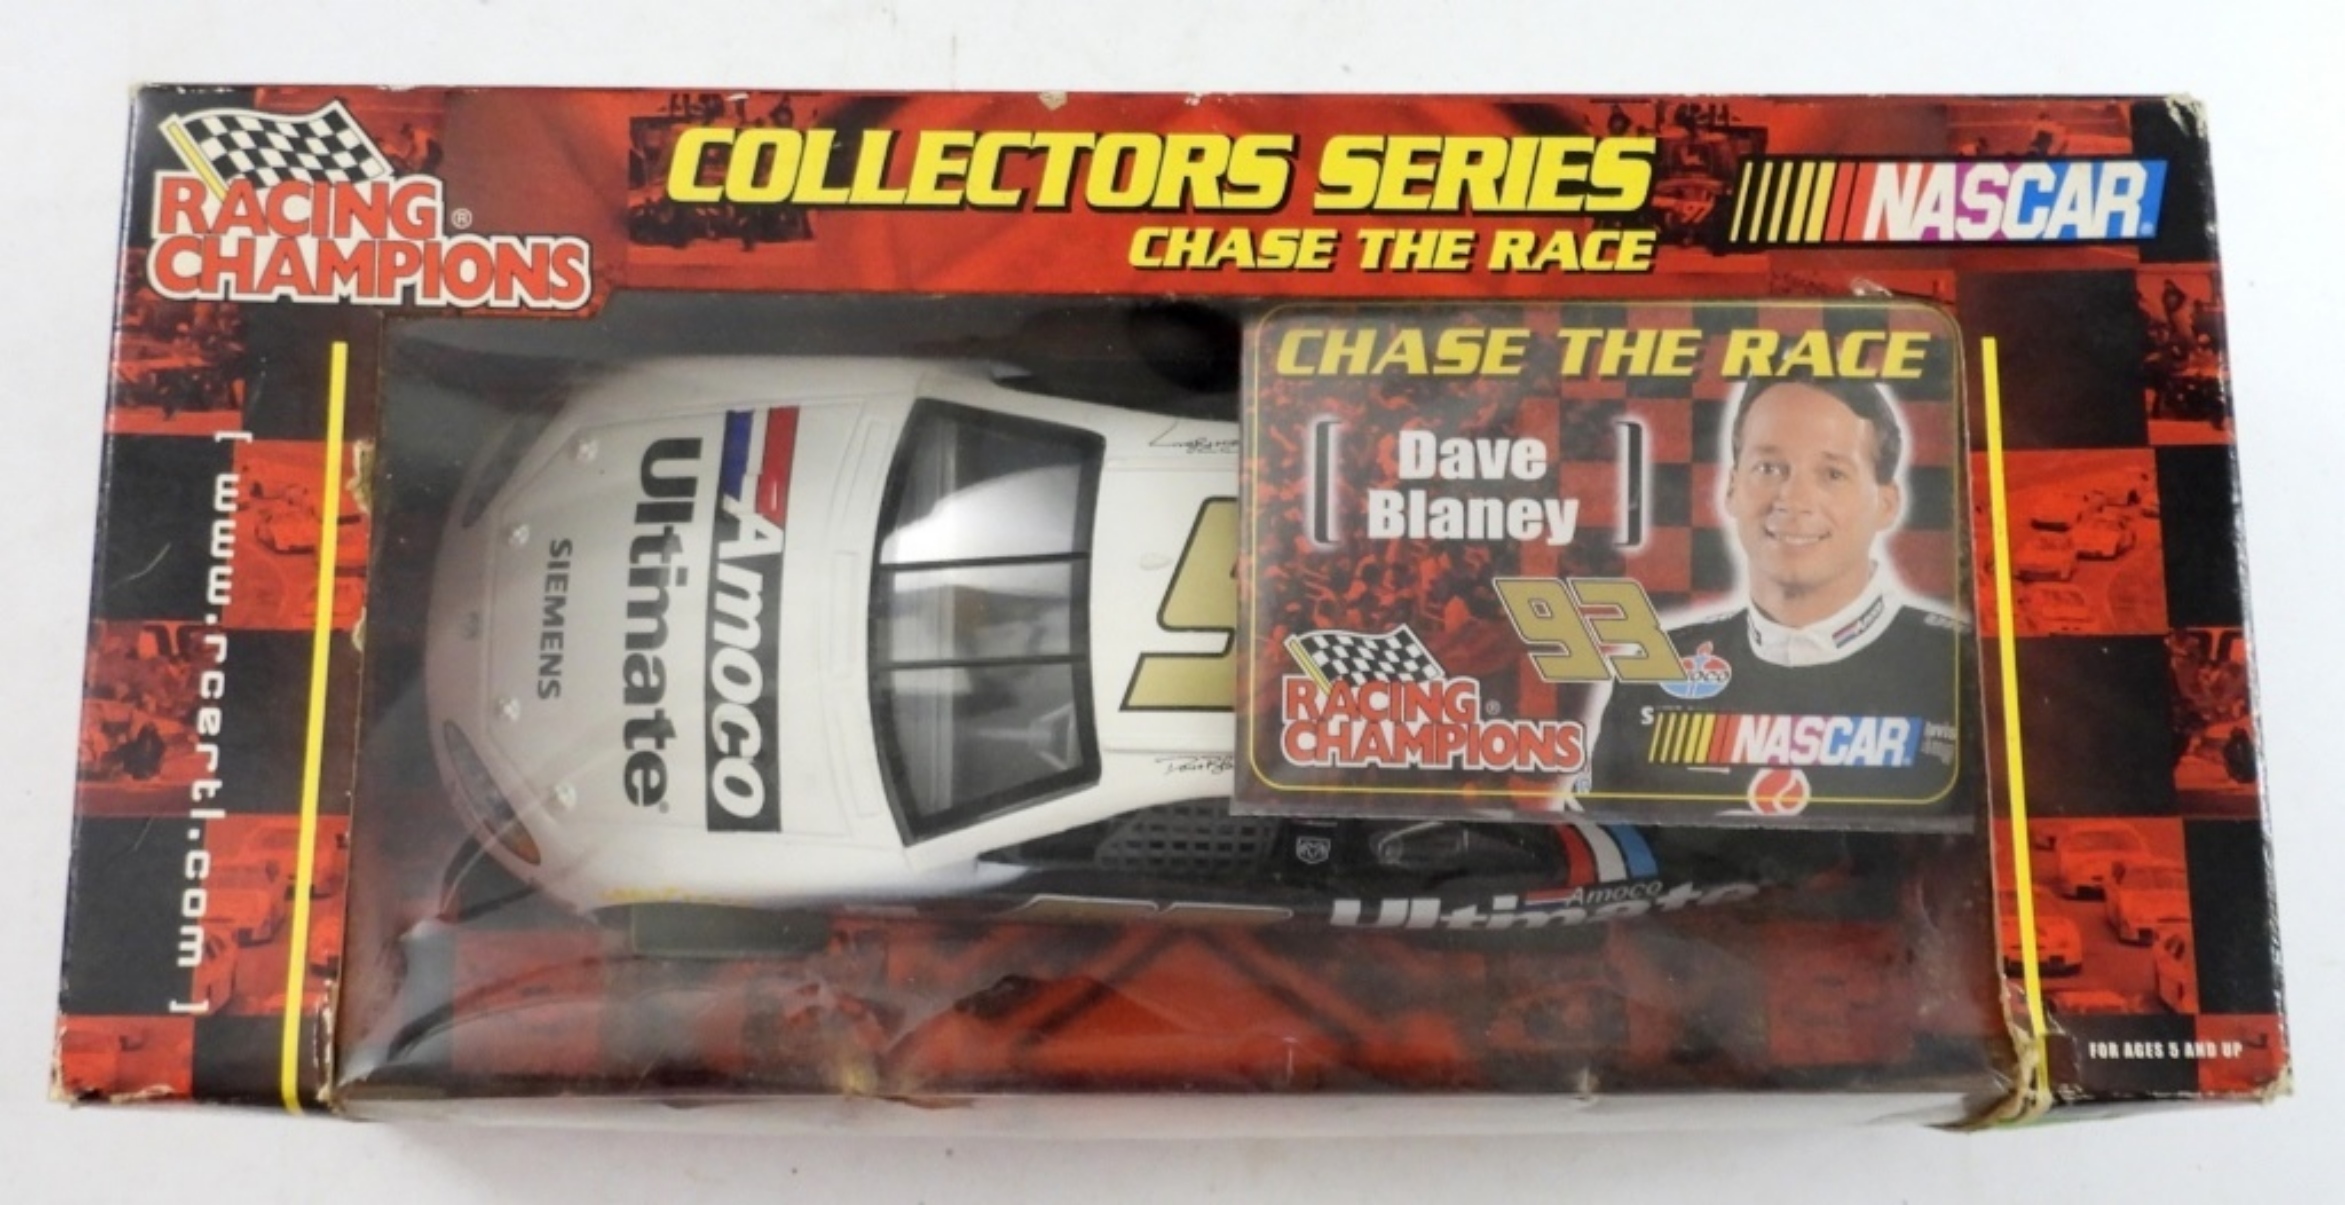 RACING
CHAMPIONS®
COLLECTORS SERIES
CHASE THE RACE
NASCAR®
[ www.rcertl.com ]
Amoco
Ultimate
SIEMENS
CHASE THE RACE
[ Dave
Blaney ]
93
RACING
CHAMPIONS®
NASCAR®
Amoco
Ultimate
FOR AGES 5 AND UP